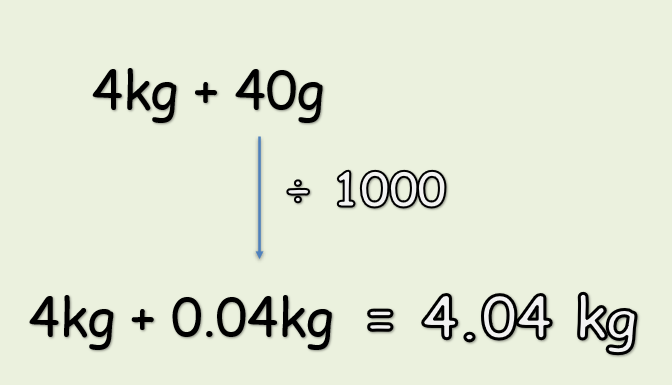 4kg + 40g
÷ 1000
4kg + 0.04kg = 4.04 kg